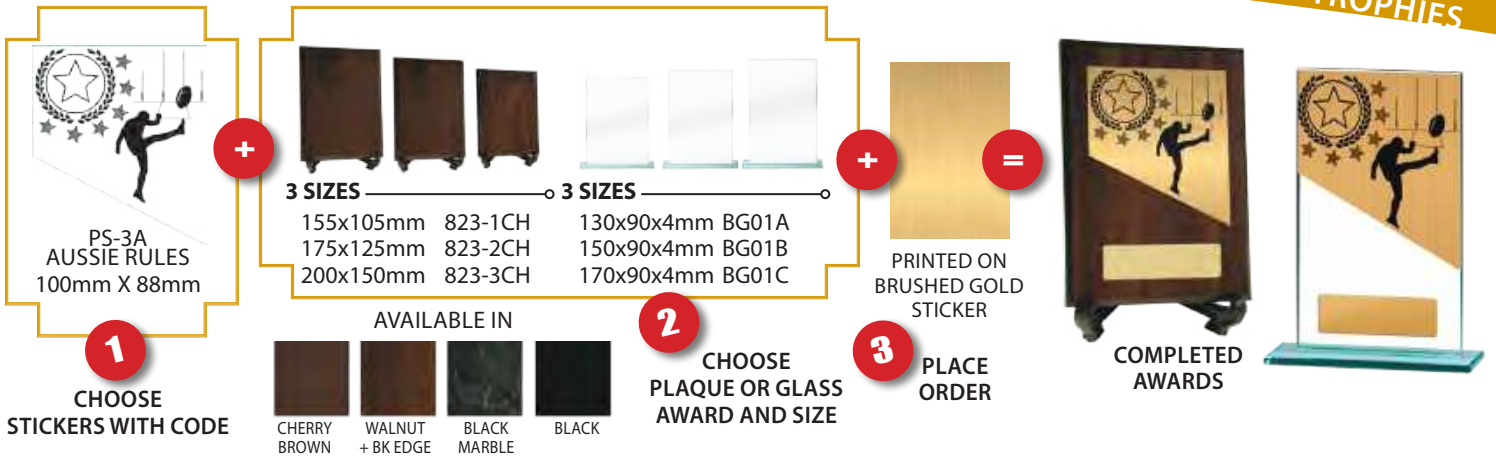 TROPHIES
PS-3A
AUSSIE RULES
100mm X 88mm
1
CHOOSE
STICKERS WITH CODE
+
3 SIZES
155x105mm 823-1CH
175x125mm 823-2CH
200x150mm 823-3CH
3 SIZES
130x90x4mm BG01A
150x90x4mm BG01B
170x90x4mm BG01C
AVAILABLE IN
CHERRY
BROWN
WALNUT
+ BK EDGE
BLACK
MARBLE
BLACK
2
CHOOSE
PLAQUE OR GLASS
AWARD AND SIZE
+
PRINTED ON
BRUSHED GOLD
STICKER
3
PLACE
ORDER
=
COMPLETED
AWARDS